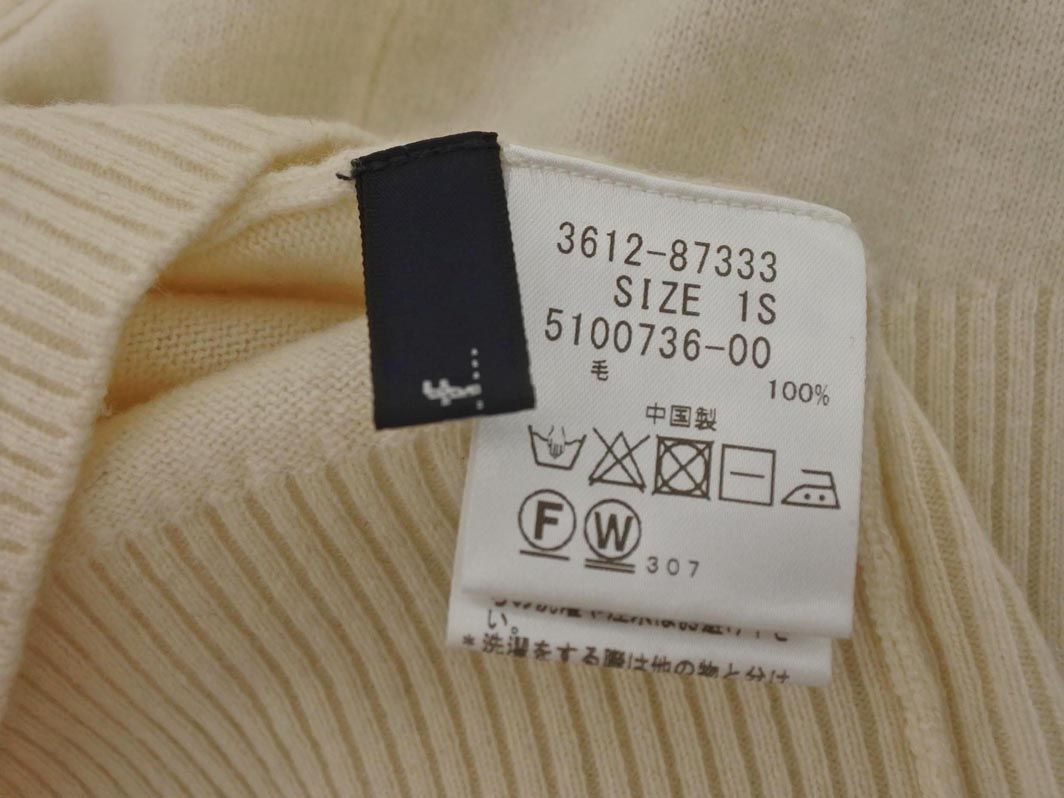 3612-87333
SIZE 1S
5100736-00
毛 100%
中国製
F W 307
い。
*洗濯をする際は他の物と分け